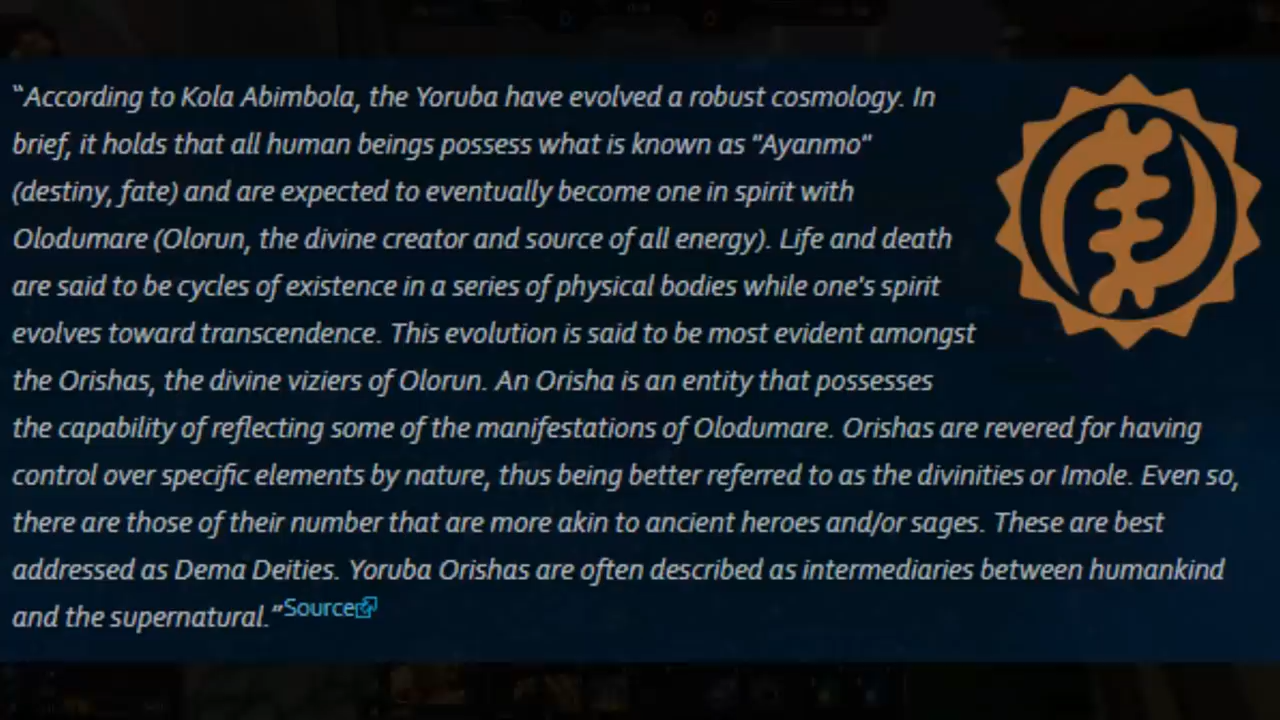 “According to Kola Abimbola, the Yoruba have evolved a robust cosmology. In
brief, it holds that all human beings possess what is known as "Ayanmo"
(destiny, fate) and are expected to eventually become one in spirit with
Olodumare (Olorun, the divine creator and source of all energy). Life and death
are said to be cycles of existence in a series of physical bodies while one's spirit
evolves toward transcendence. This evolution is said to be most evident amongst
the Orishas, the divine viziers of Olorun. An Orisha is an entity that possesses
the capability of reflecting some of the manifestations of Olodumare. Orishas are revered for having
control over specific elements by nature, thus being better referred to as the divinities or Imole. Even so,
there are those of their number that are more akin to ancient heroes and/or sages. These are best
addressed as Dema Deities. Yoruba Orishas are often described as intermediaries between humankind
and the supernatural.”Source